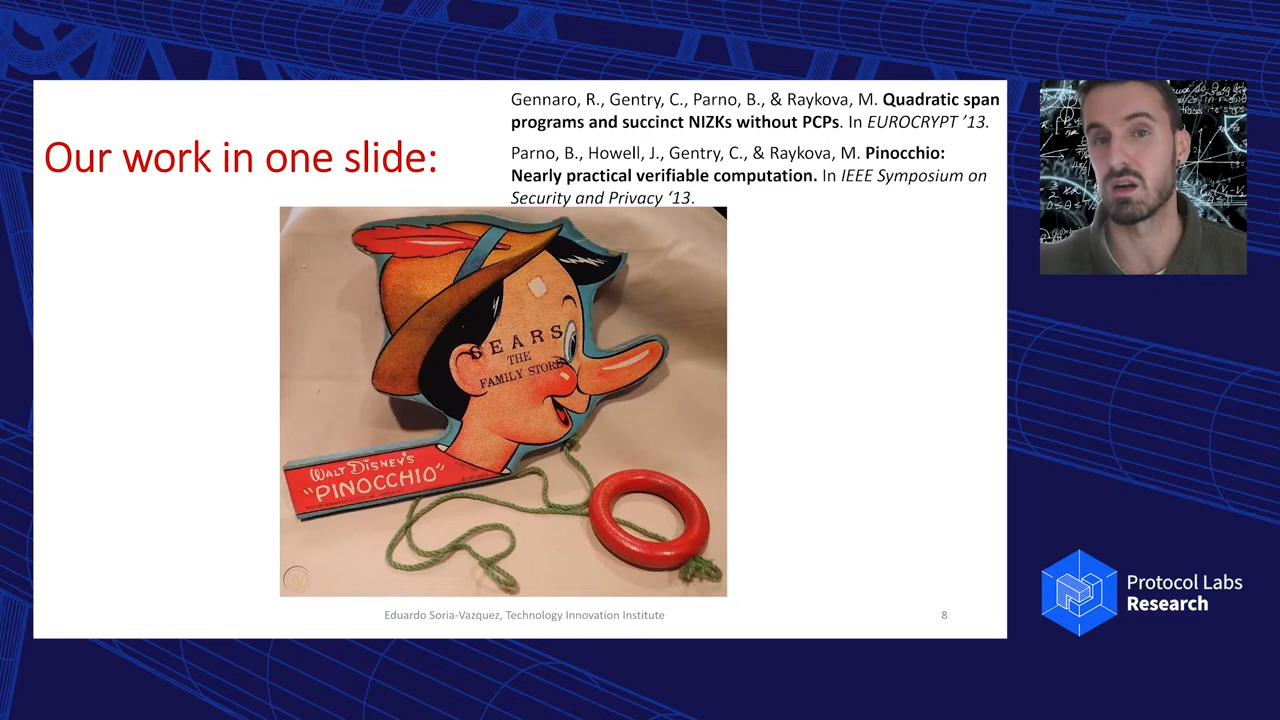 Our work in one slide:
Gennaro, R., Gentry, C., Parno, B., & Raykova, M. Quadratic span
programs and succinct NIZKs without PCPs. In EUROCRYPT ’13.
Parno, B., Howell, J., Gentry, C., & Raykova, M. Pinocchio:
Nearly practical verifiable computation. In IEEE Symposium on
Security and Privacy ‘13.
SEARS
THE
FAMILY STORE
WALT DISNEY'S
"PINOCCHIO"
Eduardo Soria-Vazquez, Technology Innovation Institute
8
Protocol Labs
Research